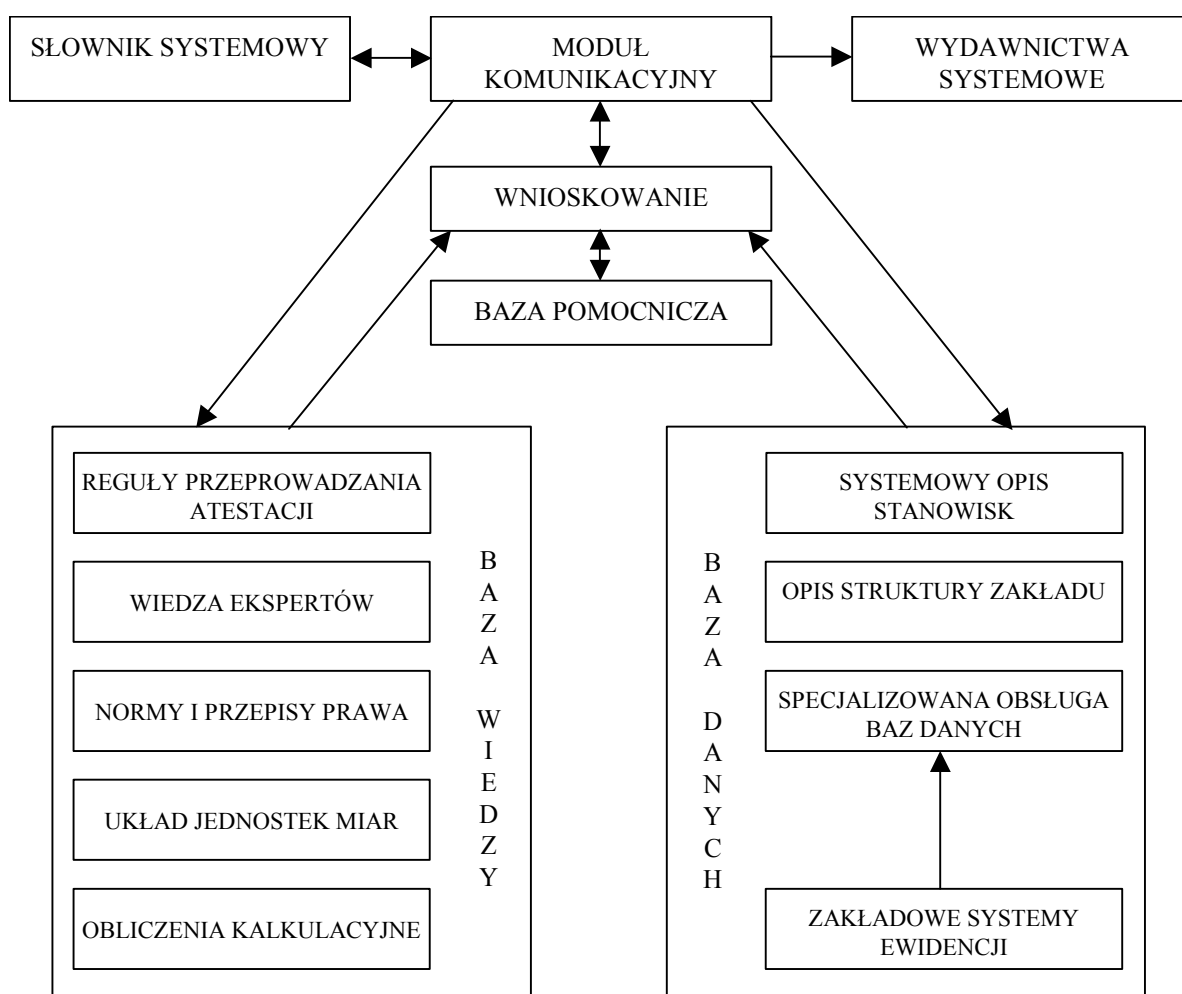 SŁOWNIK SYSTEMOWY
MODUŁ
KOMUNIKACYJNY
WYDAWNICTWA
SYSTEMOWE
WNIOSKOWANIE
BAZA POMOCNICZA
REGUŁY PRZEPROWADZANIA
ATESTACJI
WIEDZA EKSPERTÓW
NORMY I PRZEPISY PRAWA
UKŁAD JEDNOSTEK MIAR
OBLICZENIA KALKULACYJNE
B
A
Z
A
W
I
E
D
Z
Y
B
A
Z
A
D
A
N
Y
C
H
SYSTEMOWY OPIS
STANOWISK
OPIS STRUKTURY ZAKŁADU
SPECJALIZOWANA OBSŁUGA
BAZ DANYCH
ZAKŁADOWE SYSTEMY
EWIDENCJI